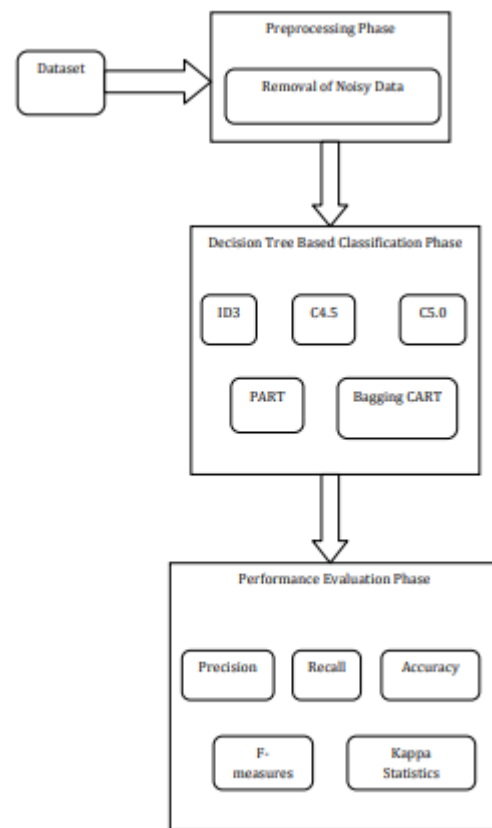 Preprocessing Phase
Dataset
Removal of Noisy Data
Decision Tree Based Classification Phase
ID3
C4.5
C5.0
PART
Bagging CART
Performance Evaluation Phase
Precision
Recall
Accuracy
F-
measures
Kappa
Statistics